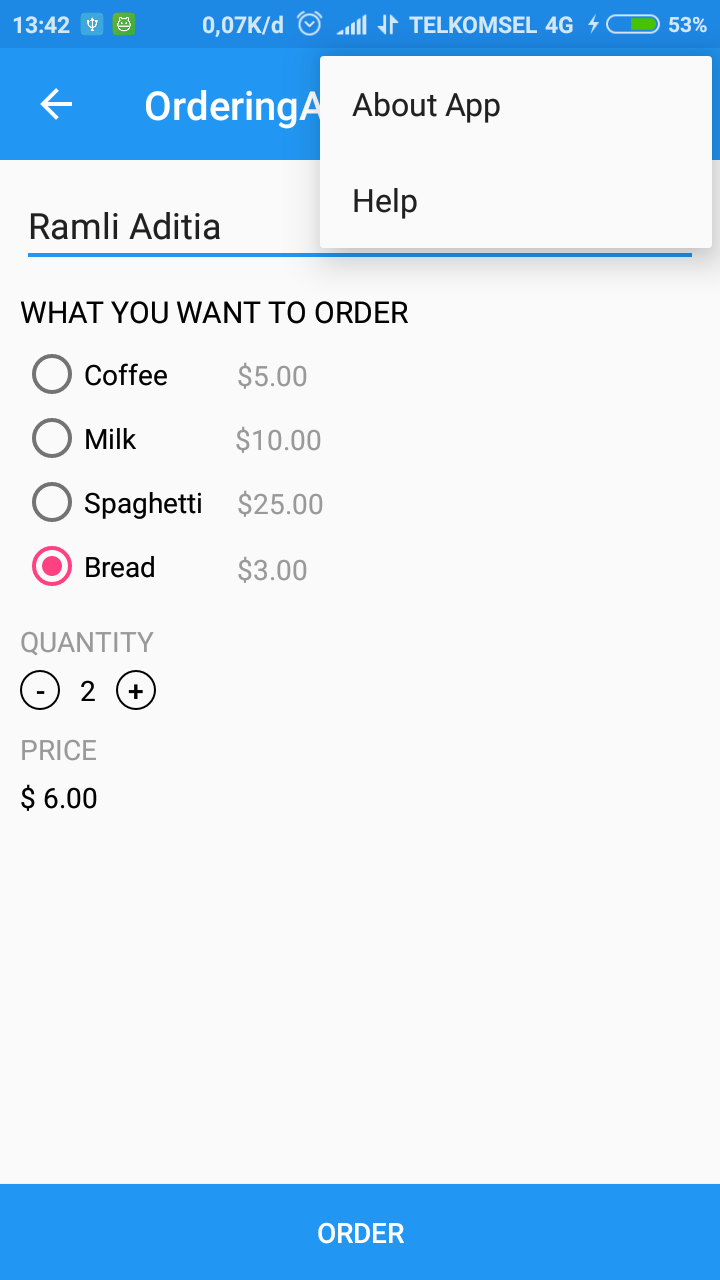 13:42 0,07K/d TELKOMSEL 4G 53%
OrderingA
About App
Help
Ramli Aditia
WHAT YOU WANT TO ORDER
Coffee $5.00
Milk $10.00
Spaghetti $25.00
Bread $3.00
QUANTITY
- 2 +
PRICE
$ 6.00
ORDER